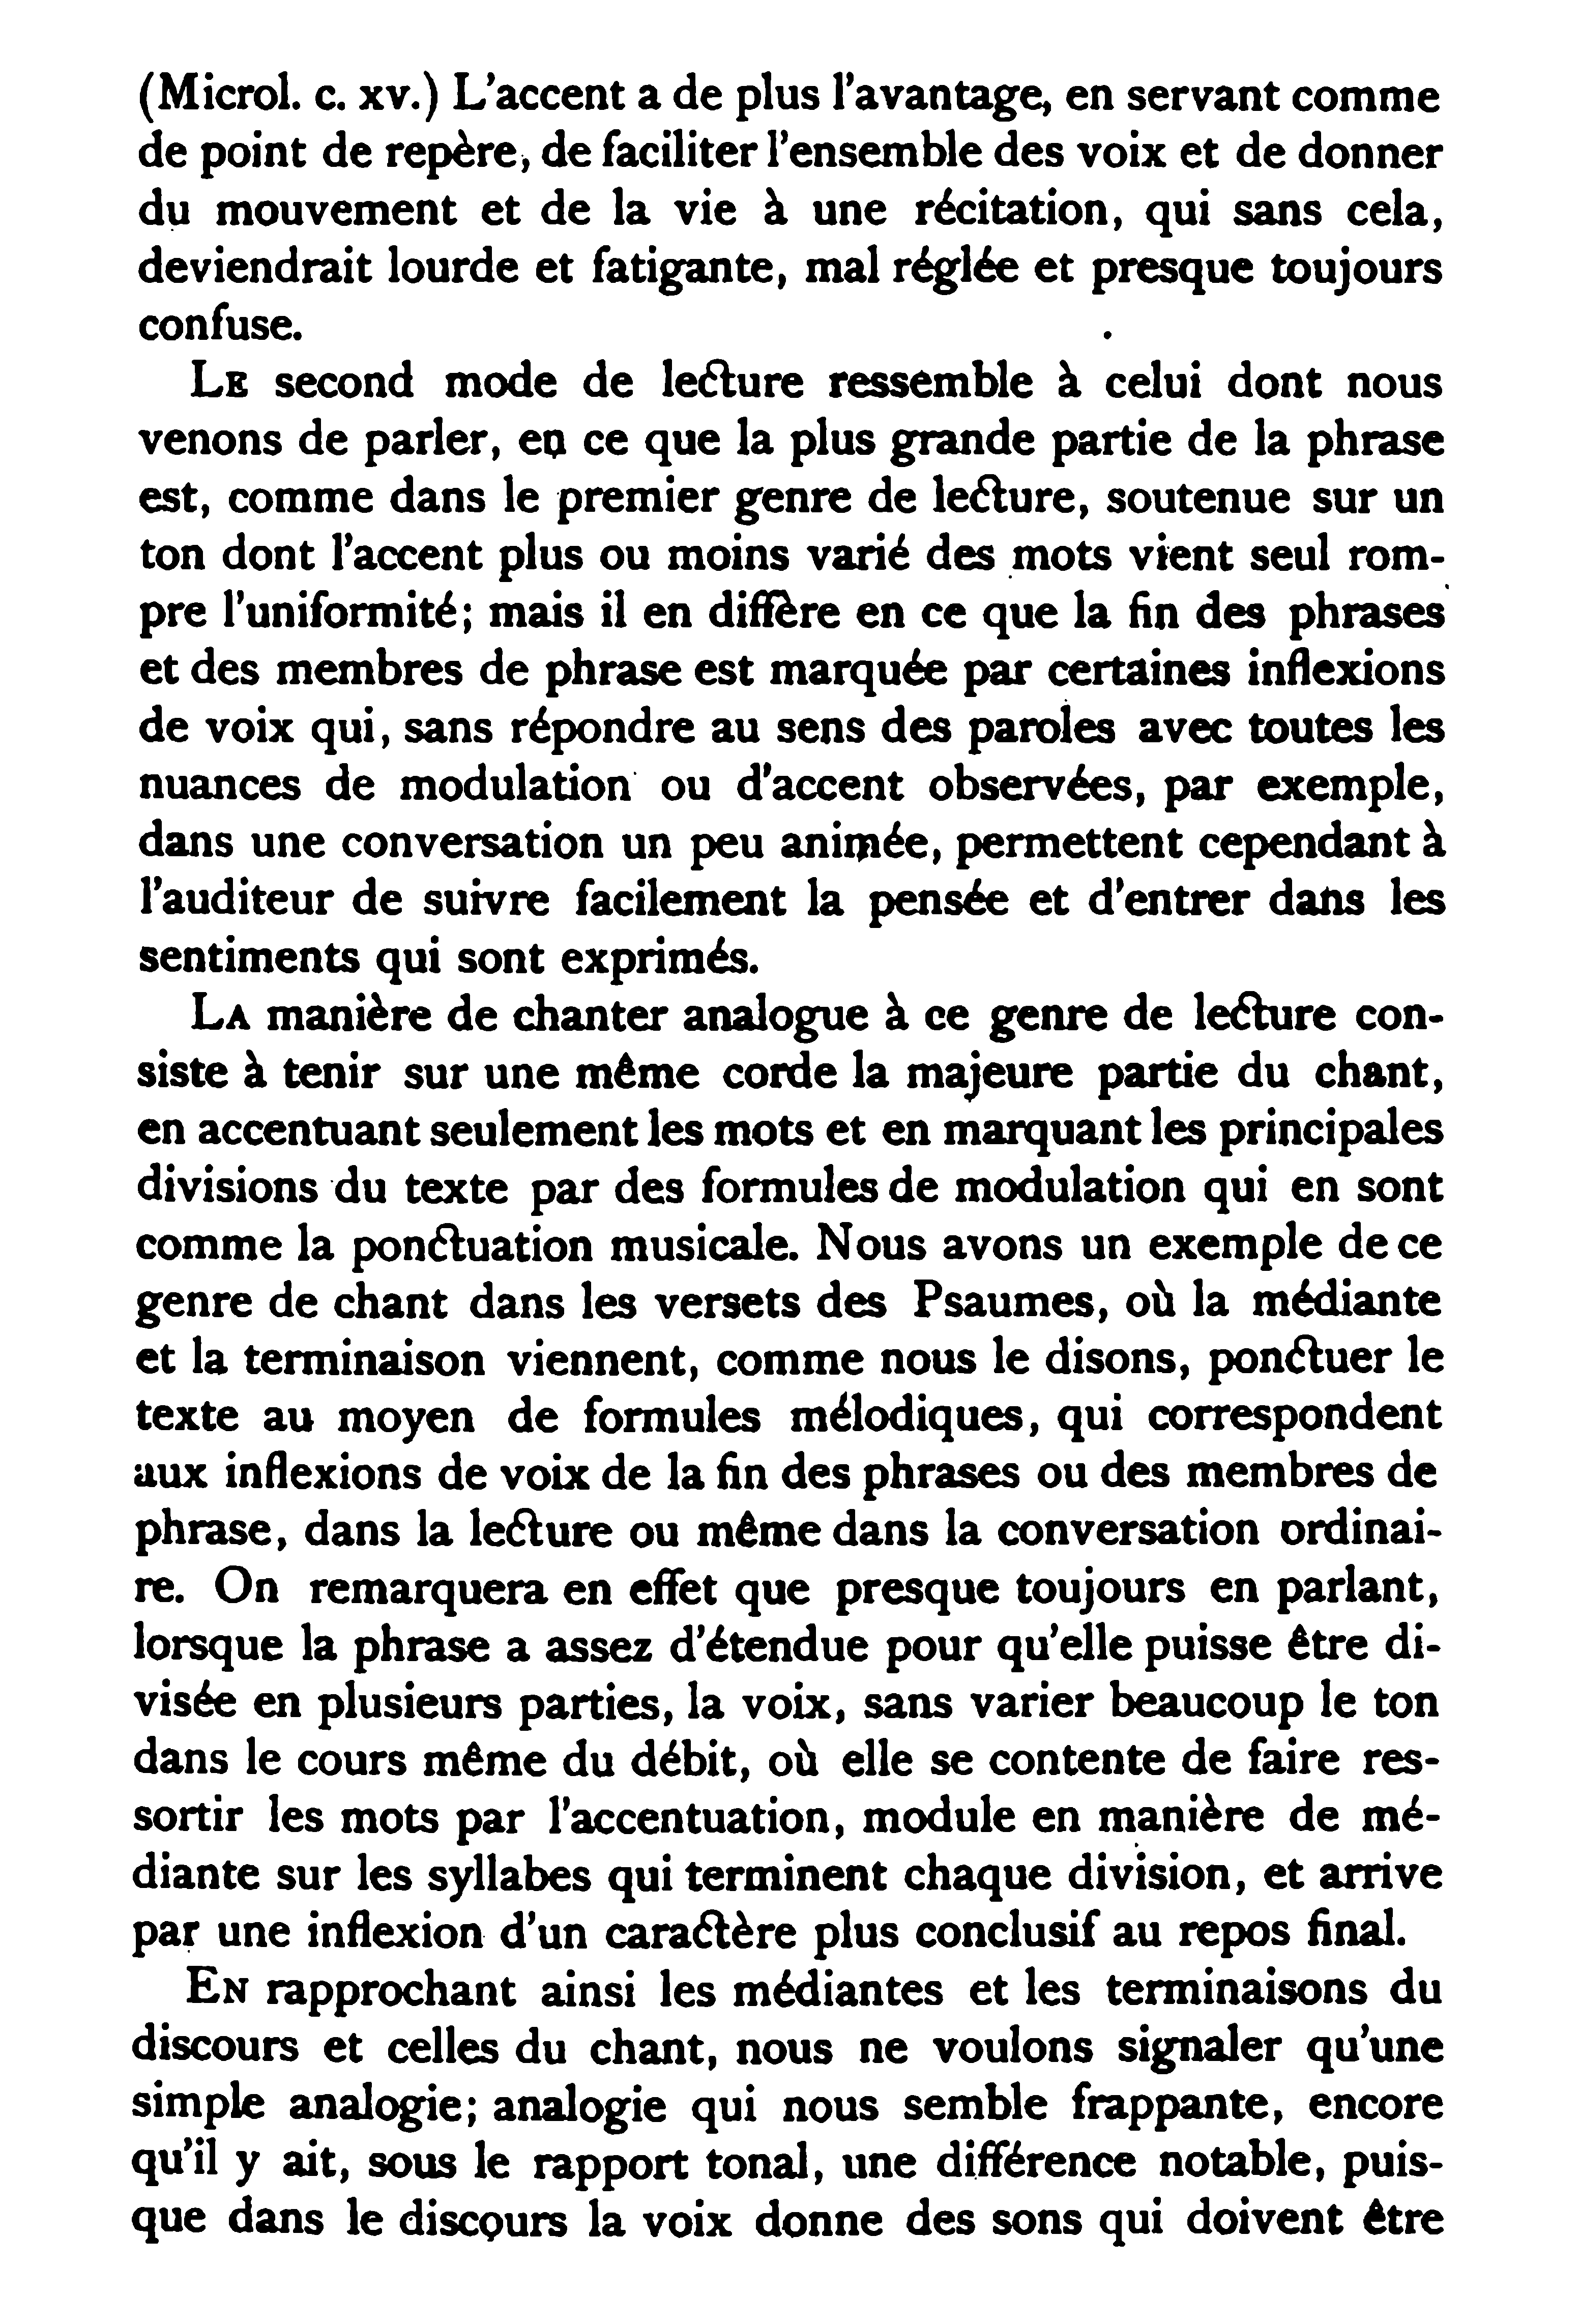 (Microl. c. xv.) L'accent a de plus l'avantage, en servant comme
de point de repère, de faciliter l'ensemble des voix et de donner
du mouvement et de la vie à une récitation, qui sans cela,
deviendrait lourde et fatigante, mal réglée et presque toujours
confuse.
LE second mode de lecture ressemble à celui dont nous
venons de parler, en ce que la plus grande partie de la phrase
est, comme dans le premier genre de lecture, soutenue sur un
ton dont l'accent plus ou moins varié des mots vient seul rom-
pre l'uniformité; mais il en diffère en ce que la fin des phrases
et des membres de phrase est marquée par certaines inflexions
de voix qui, sans répondre au sens des paroles avec toutes les
nuances de modulation ou d'accent observées, par exemple,
dans une conversation un peu animée, permettent cependant à
l'auditeur de suivre facilement la pensée et d'entrer dans les
sentiments qui sont exprimés.
LA manière de chanter analogue à ce genre de lecture con-
siste à tenir sur une même corde la majeure partie du chant,
en accentuant seulement les mots et en marquant les principales
divisions du texte par des formules de modulation qui en sont
comme la ponctuation musicale. Nous avons un exemple de ce
genre de chant dans les versets des Psaumes, où la médiante
et la terminaison viennent, comme nous le disons, ponctuer le
texte au moyen de formules mélodiques, qui correspondent
aux inflexions de voix de la fin des phrases ou des membres de
phrase, dans la lecture ou même dans la conversation ordinai-
re. On remarquera en effet que presque toujours en parlant,
lorsque la phrase a assez d'étendue pour qu'elle puisse être di-
visée en plusieurs parties, la voix, sans varier beaucoup le ton
dans le cours même du débit, où elle se contente de faire res-
sortir les mots par l'accentuation, module en manière de mé-
diante sur les syllabes qui terminent chaque division, et arrive
par une inflexion d'un caractère plus conclusif au repos final.
EN rapprochant ainsi les médiantes et les terminaisons du
discours et celles du chant, nous ne voulons signaler qu'une
simple analogie; analogie qui nous semble frappante, encore
qu'il y ait, sous le rapport tonal, une différence notable, puis-
que dans le discours la voix donne des sons qui doivent être